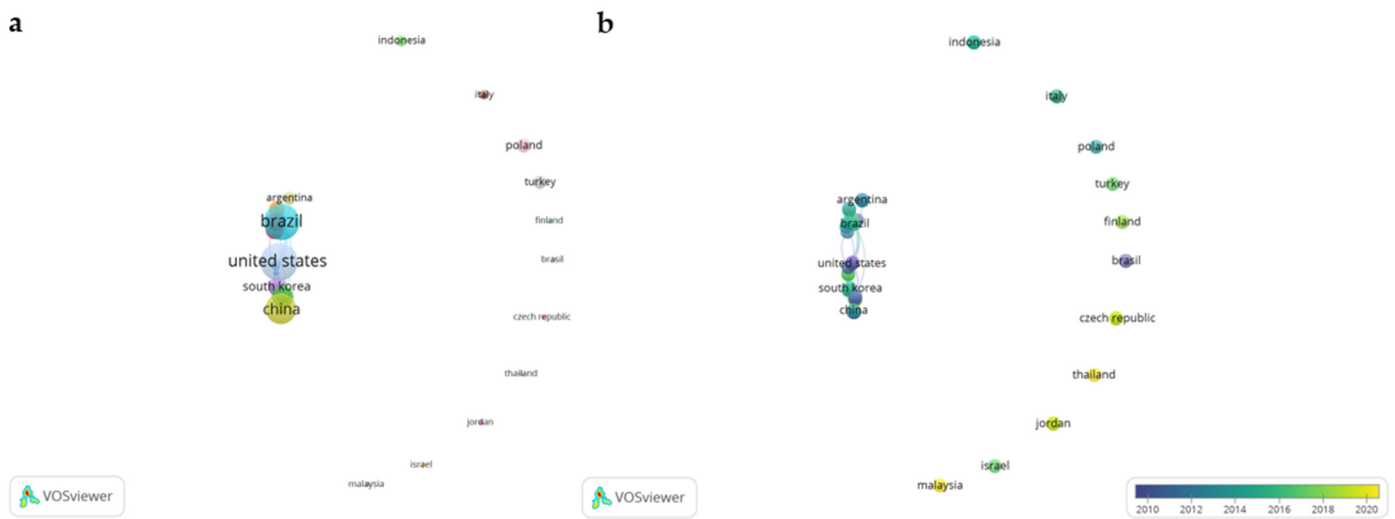 a
indonesia
italy
poland
turkey
argentina
finland
brazil
united states
brasil
south korea
china
czech republic
thailand
jordan
israel
malaysia
VOSviewer
b
indonesia
italy
poland
turkey
argentina
finland
brazil
united states
brasil
south korea
china
czech republic
thailand
jordan
israel
malaysia
VOSviewer
2010 2012 2014 2016 2018 2020